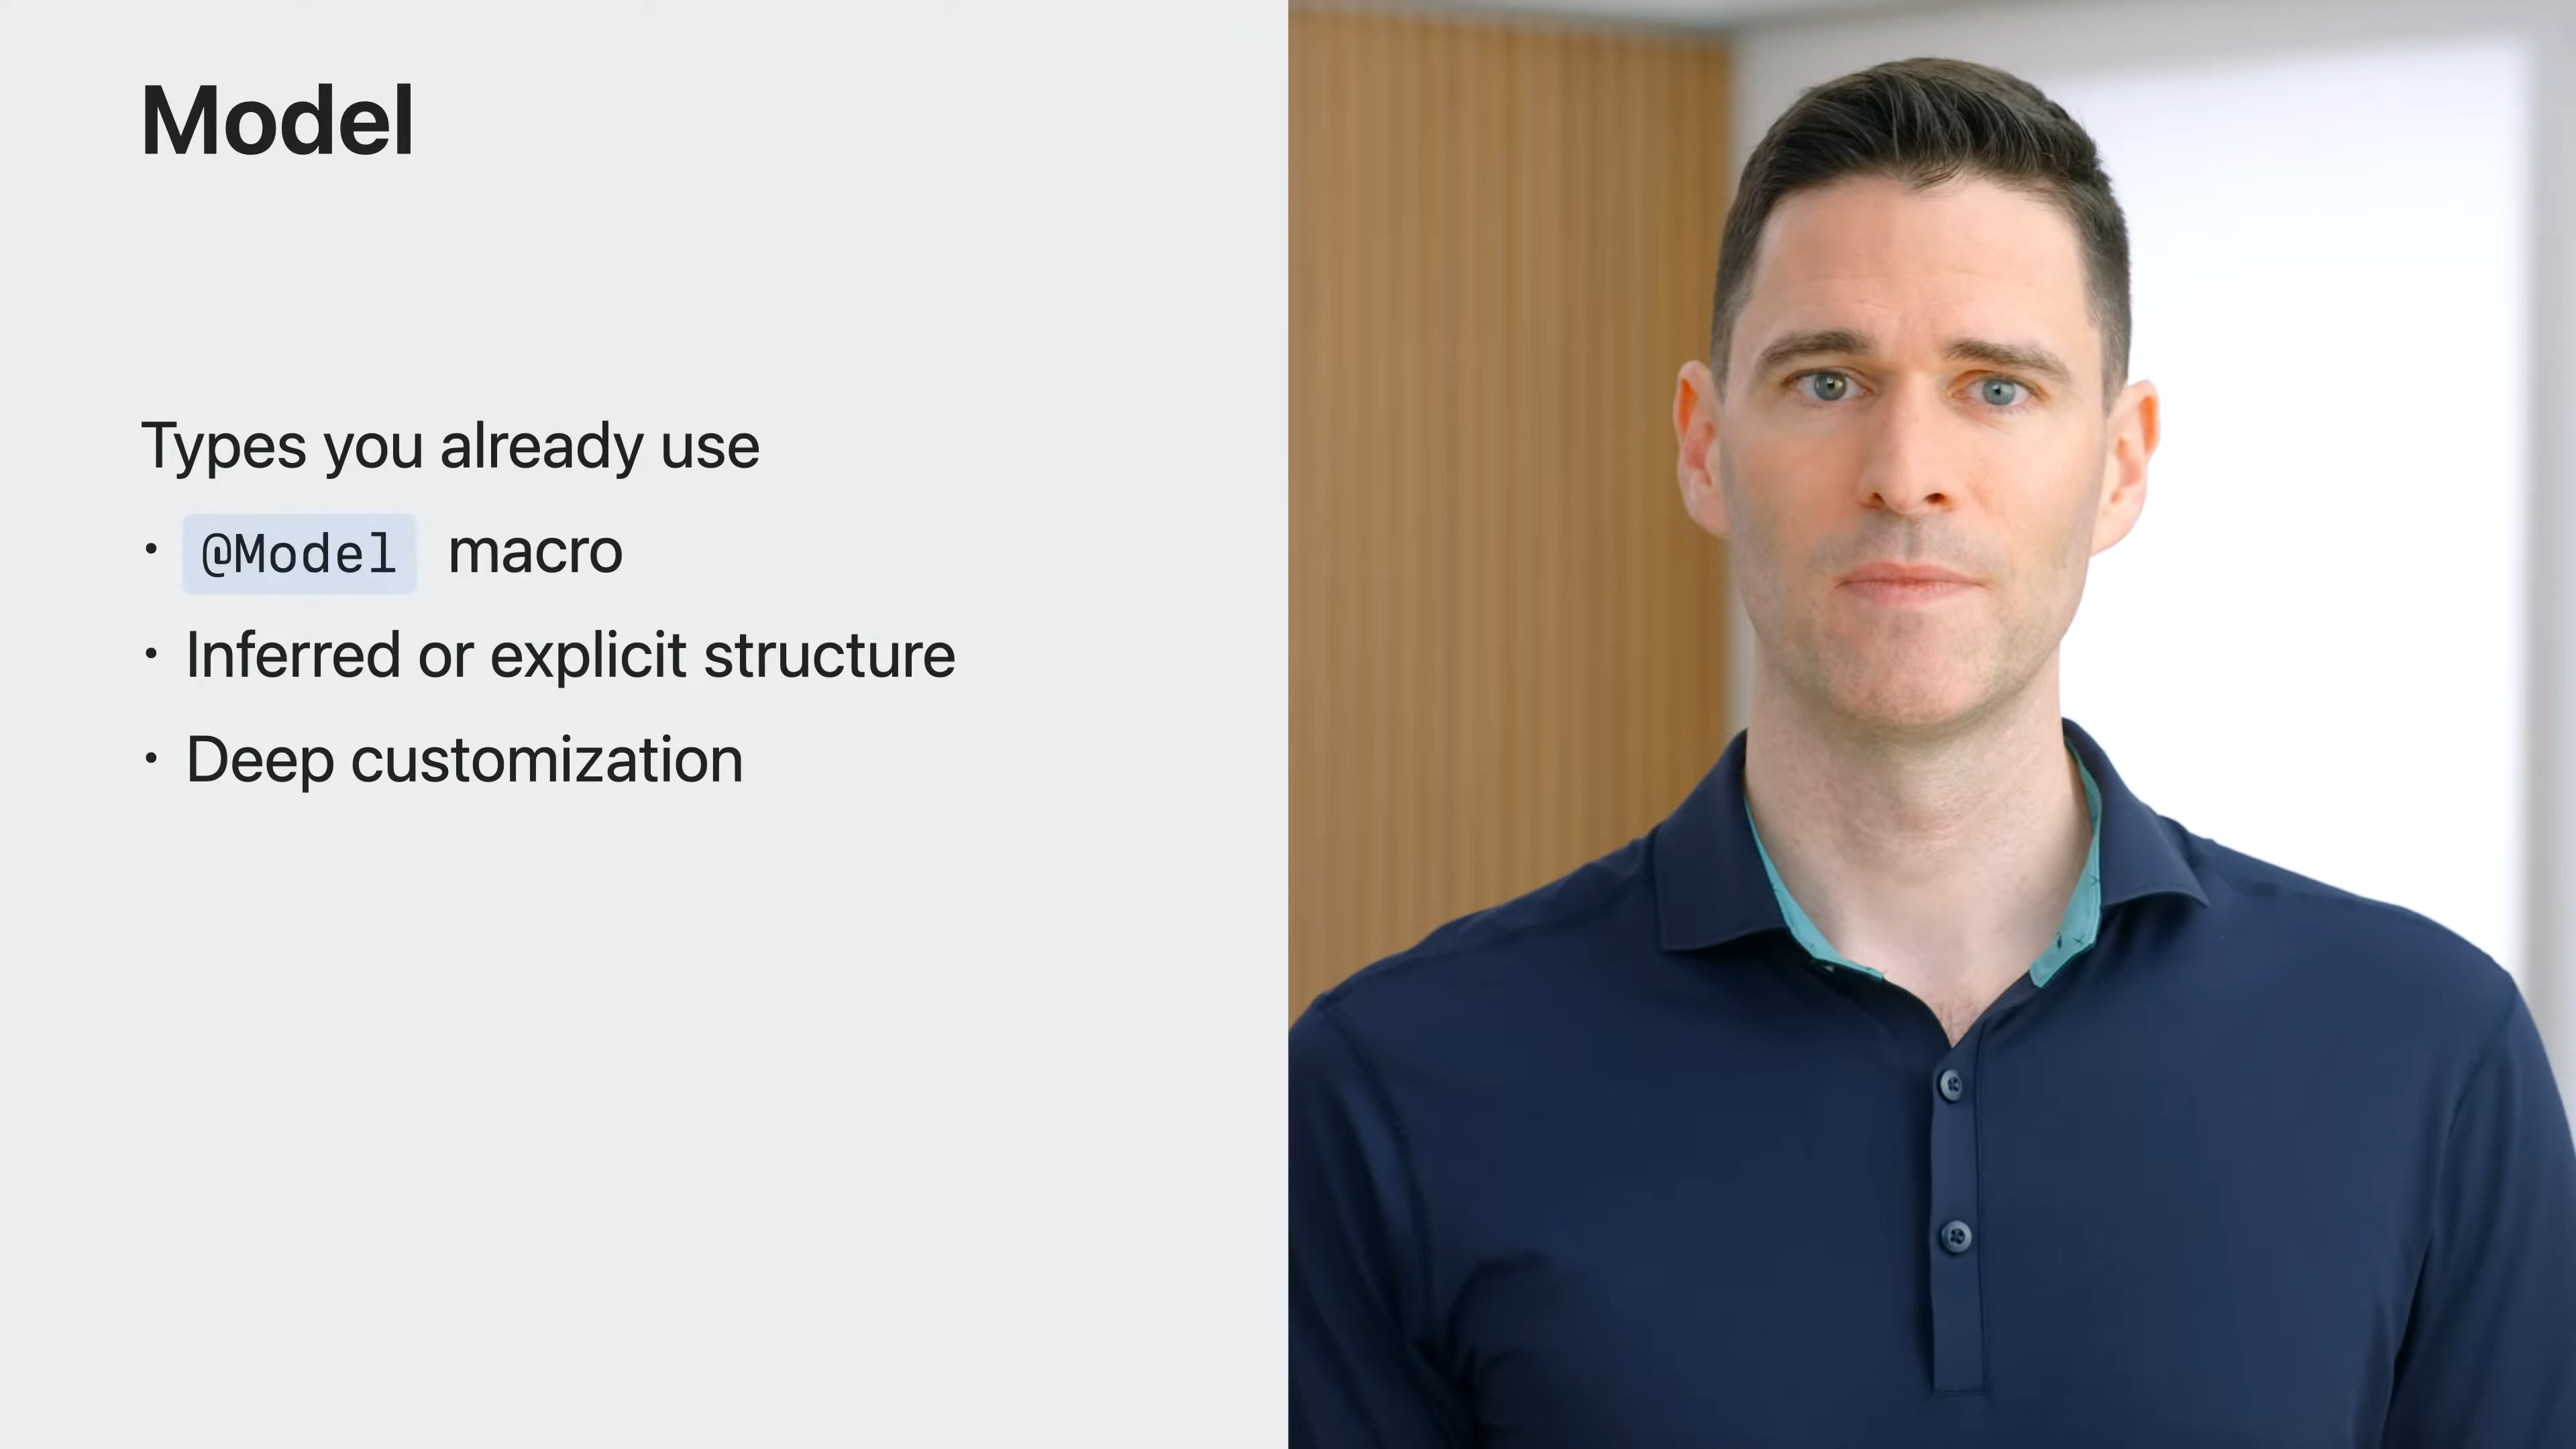 Model
Types you already use
• @Model macro
• Inferred or explicit structure
• Deep customization